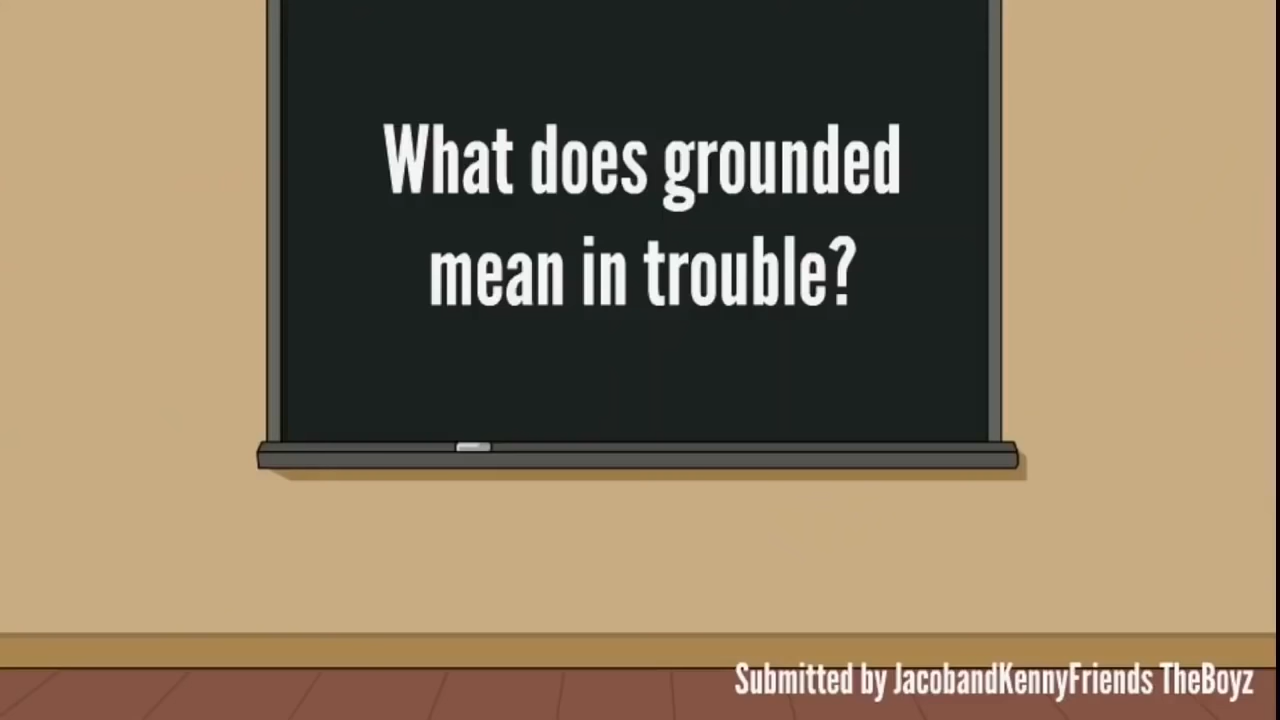 What does grounded
mean in trouble?
Submitted by JacobandKennyFriends TheBoyz